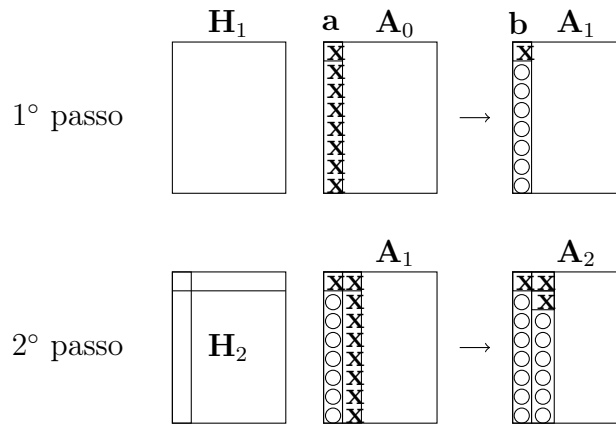 H₁ a A₀ b A₁
x x
x ○
x ○
x ○
1° passo → 
x ○
x ○
x ○
x ○
A₁ A₂
x x x x
○ x ○ x
○ x ○ ○
○ x ○ ○
2° passo H₂ →
○ x ○ ○
○ x ○ ○
○ x ○ ○
○ x ○ ○